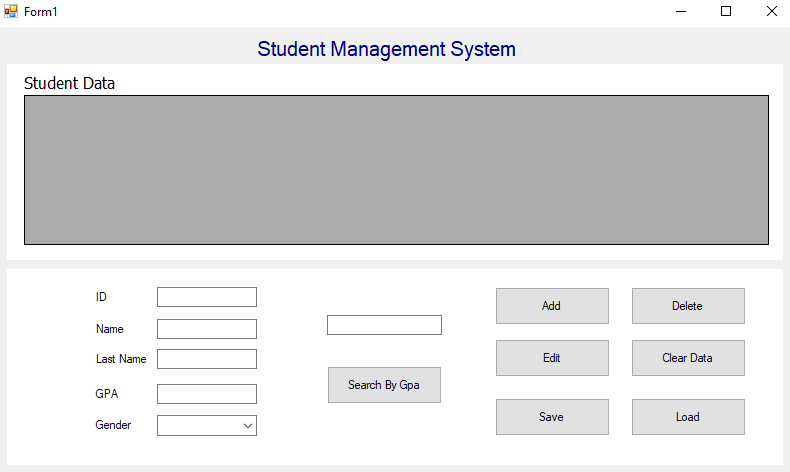 Form1
Student Management System
Student Data
ID
Name
Last Name
GPA
Gender
Search By Gpa
Add
Delete
Edit
Clear Data
Save
Load